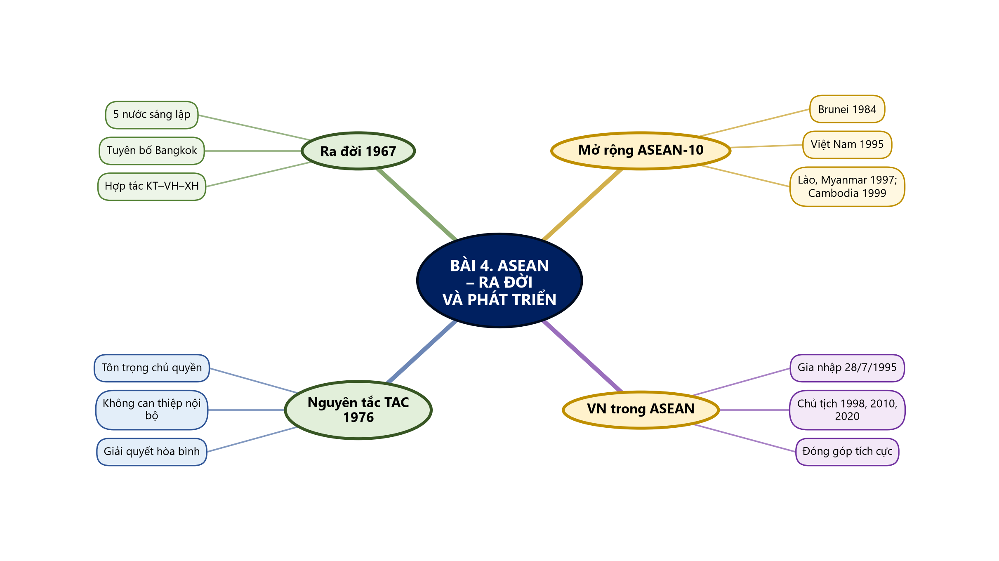 BÀI 4. ASEAN
– RA ĐỜI
VÀ PHÁT TRIỂN
Ra đời 1967
5 nước sáng lập
Tuyên bố Bangkok
Hợp tác KT–VH–XH
Mở rộng ASEAN-10
Brunei 1984
Việt Nam 1995
Lào, Myanmar 1997;
Cambodia 1999
Nguyên tắc TAC
1976
Tôn trọng chủ quyền
Không can thiệp nội
bộ
Giải quyết hòa bình
VN trong ASEAN
Gia nhập 28/7/1995
Chủ tịch 1998, 2010,
2020
Đóng góp tích cực